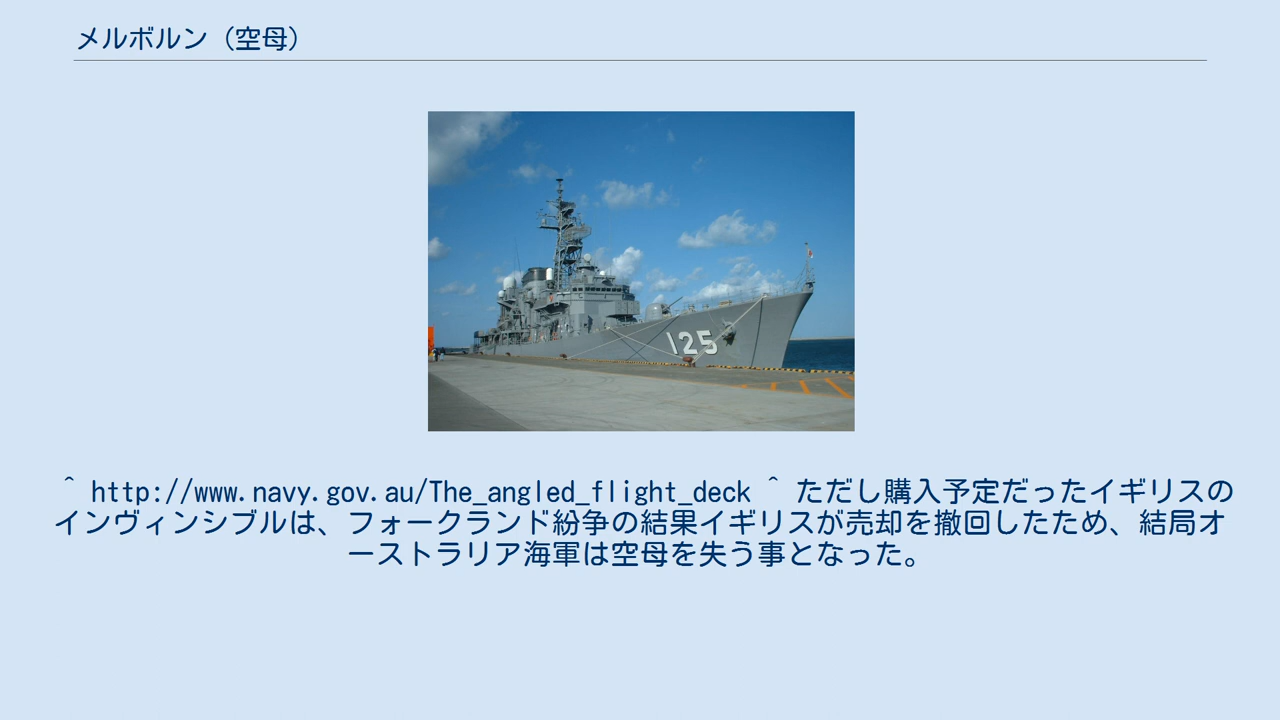 メルボルン（空母）
125
^ http://www.navy.gov.au/The_angled_flight_deck ^ ただし購入予定だったイギリスの
インヴィンシブルは、フォークランド紛争の結果イギリスが売却を撤回したため、結局オ
ーストラリア海軍は空母を失う事となった。